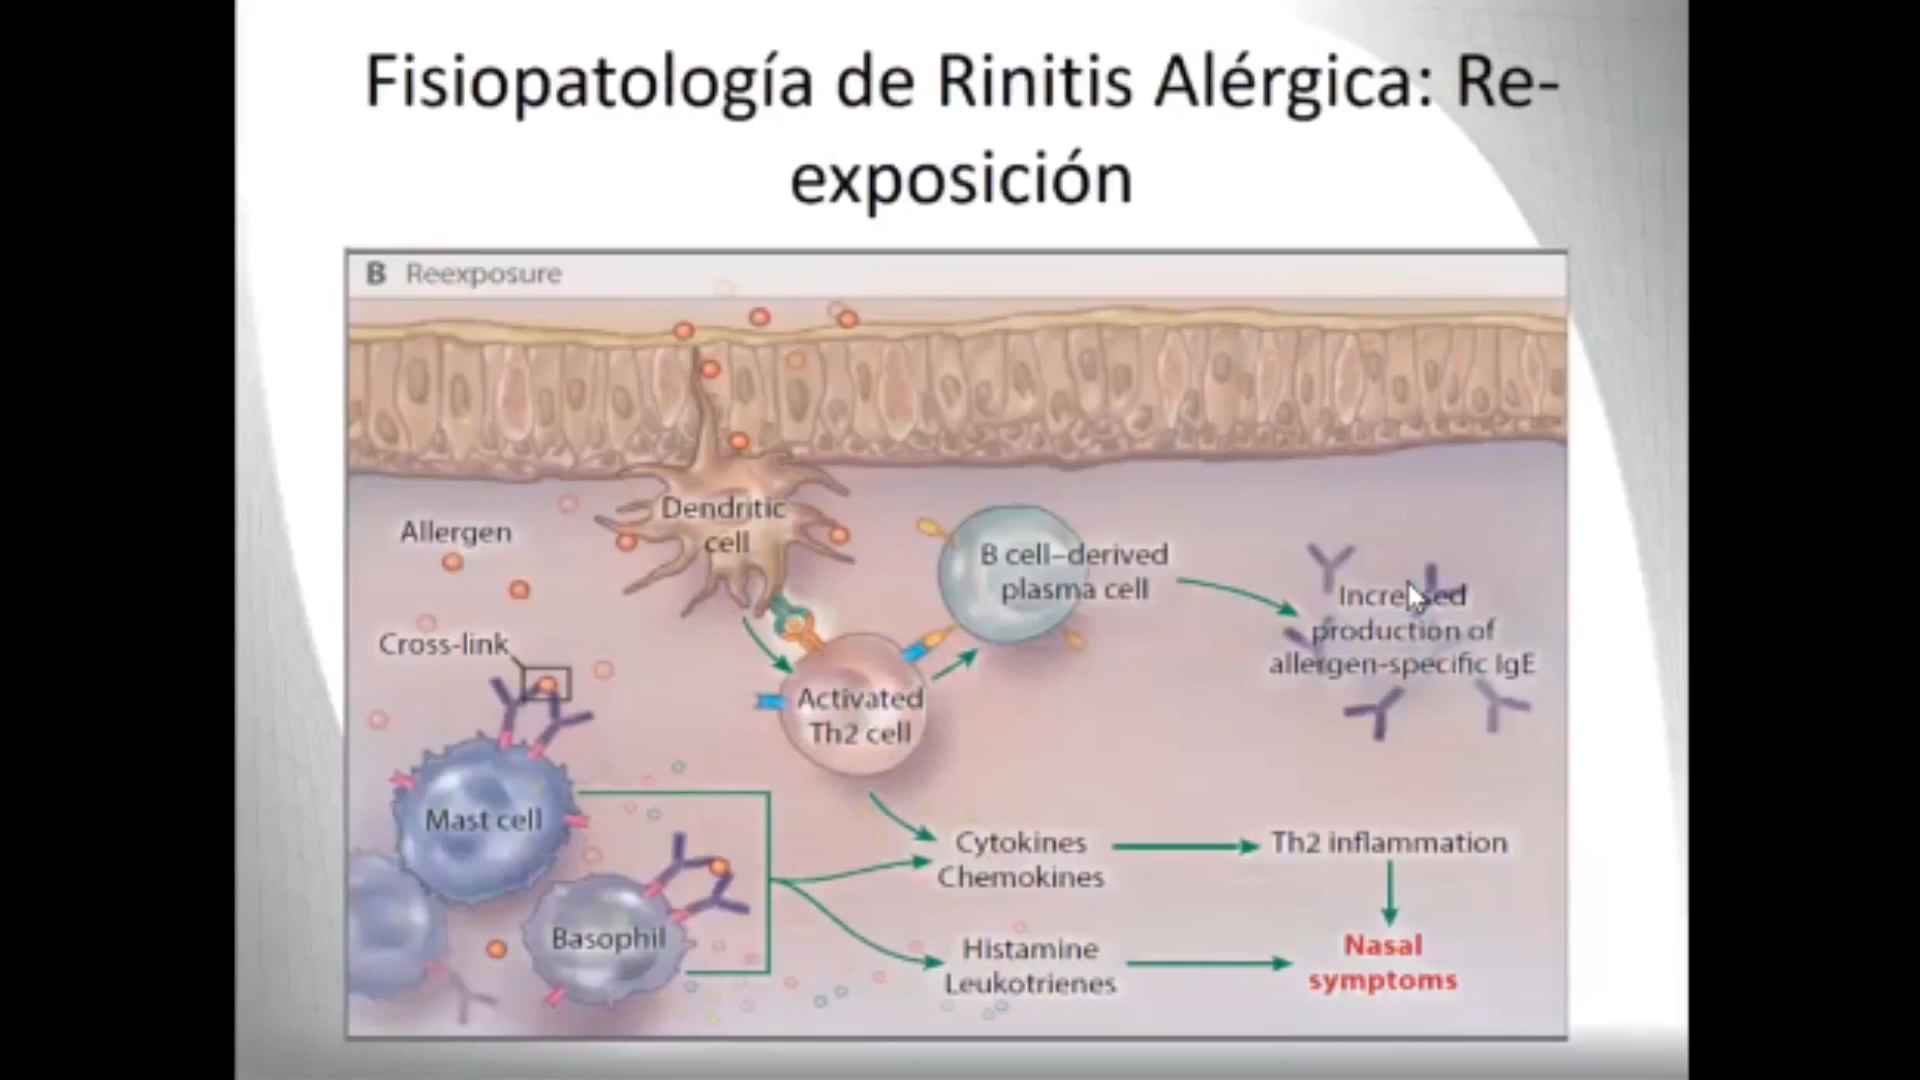 Fisiopatología de Rinitis Alérgica: Re-
exposición
B Reexposure
Allergen
Dendritic
cell
B cell–derived
plasma cell
production of
allergen-specific IgE
Cross-link
Activated
Th2 cell
Mast cell
Basophil
Cytokines
Chemokines
Th2 inflammation
Histamine
Leukotrienes
Nasal
symptoms